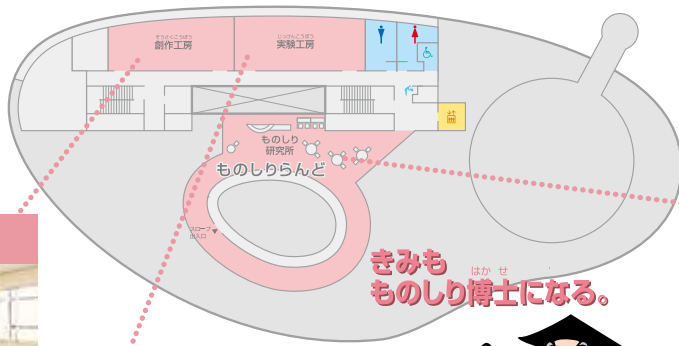 そうさくこうぼう
創作工房
じっけんこうぼう
実験工房
ものしり
研究所
ものしりらんど
スロープ
出入口
きみも
はかせ
ものしり博士になる。